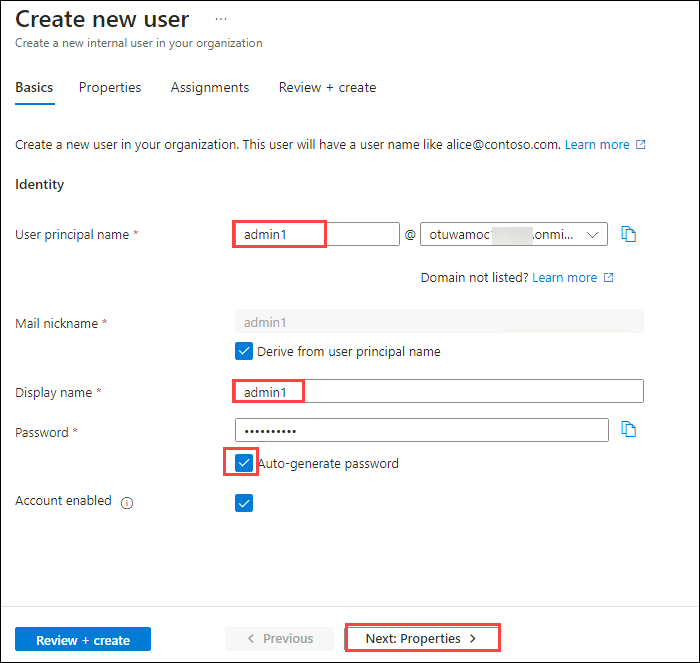 Create new user ...
Create a new internal user in your organization
Basics Properties Assignments Review + create
Create a new user in your organization. This user will have a user name like alice@contoso.com. Learn more
Identity
User principal name * admin1 @ otuwamoc .onmi...
Domain not listed? Learn more
Mail nickname * admin1
Derive from user principal name
Display name * admin1
Password * ••••••••••
Auto-generate password
Account enabled
Review + create < Previous Next: Properties >